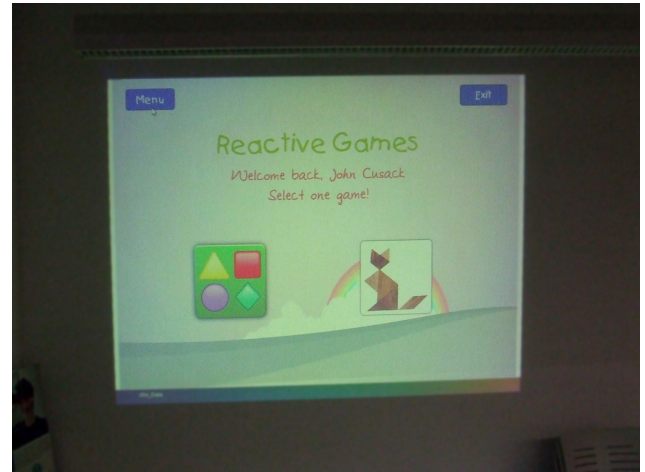 Menu
Exit
Reactive Games
Welcome back, John Cusack
Select one game!